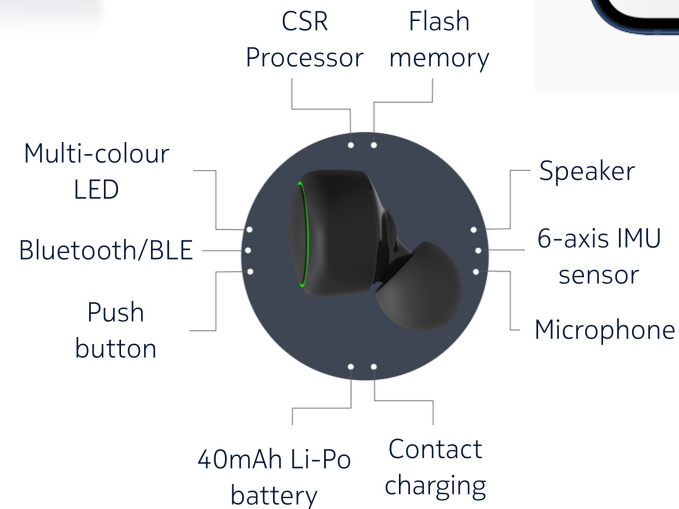 CSR
Processor
Flash
memory
Multi-colour
LED
Speaker
Bluetooth/BLE
6-axis IMU
sensor
Push
button
Microphone
40mAh Li-Po
battery
Contact
charging